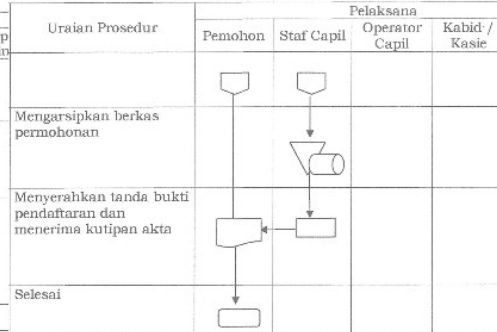 Uraian Prosedur
Pelaksana
Pemohon
Staf Capil
Operator
Capil
Kabid /
Kasie
Mengarsipkan berkas
permohonan
Menyerahkan tanda bukti
pendaftaran dan
menerima kutipan akta
Selesai